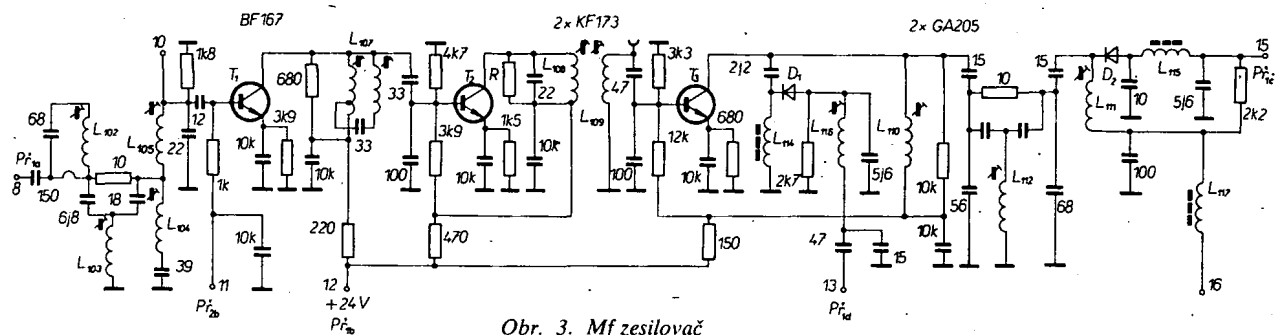 BF167
2 x KF173
2 x GA205
10
1k8
T₁
680
L₁₀₇
33
4k7
T₂
R
L₁₀₈
22
47
3k3
T₃
2j2
D₁
15
10
15
D₂
L₁₁₅
15
Př₁c
68
L₁₀₂
L₁₀₅
22
12
3k9
33
3k9
1k5
L₁₀₉
12k
680
L₁₁₆
L₁₁₀
L₁₁₁
10
5j6
2k2
Př₁a
8
150
10
6j8
18
1k
10k
10k
100
10k
10k
100
10k
L₁₁₄
2k7
5j6
10k
56
L₁₁₂
68
100
L₁₁₇
L₁₀₃
L₁₀₄
39
10k
220
470
150
47
15
10k
11
Př₂b
12
+24V
Př₁b
13
Př₁d
16
Obr. 3. Mf zesilovač